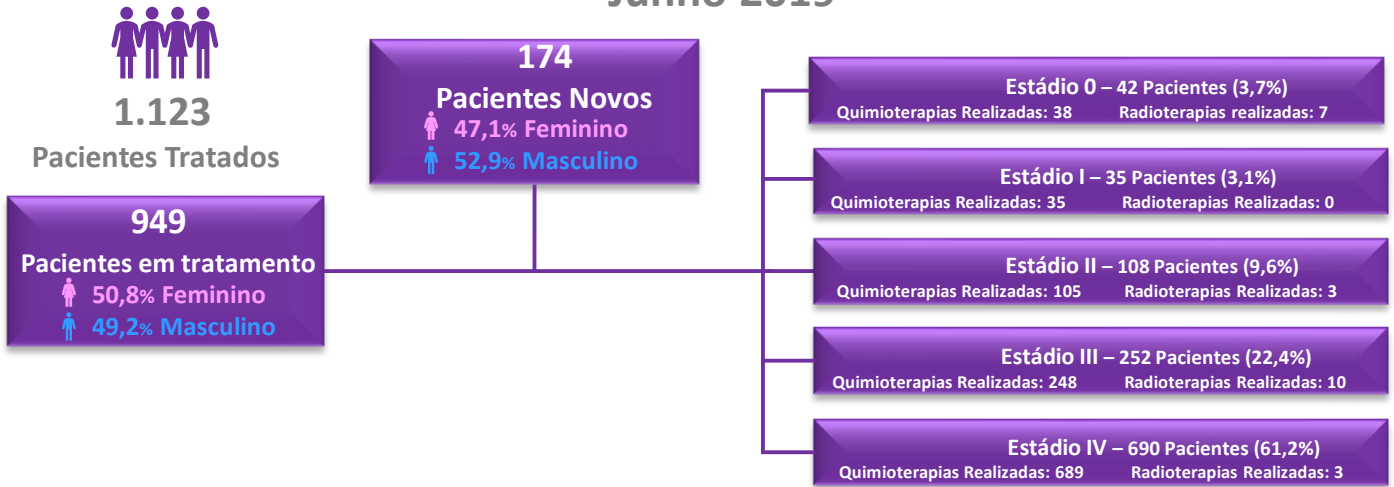 1.123
Pacientes Tratados
949
Pacientes em tratamento
50,8% Feminino
49,2% Masculino
174
Pacientes Novos
47,1% Feminino
52,9% Masculino
Estádio 0 – 42 Pacientes (3,7%)
Quimioterapias Realizadas: 38 Radioterapias realizadas: 7
Estádio I – 35 Pacientes (3,1%)
Quimioterapias Realizadas: 35 Radioterapias Realizadas: 0
Estádio II – 108 Pacientes (9,6%)
Quimioterapias Realizadas: 105 Radioterapias Realizadas: 3
Estádio III – 252 Pacientes (22,4%)
Quimioterapias Realizadas: 248 Radioterapias Realizadas: 10
Estádio IV – 690 Pacientes (61,2%)
Quimioterapias Realizadas: 689 Radioterapias Realizadas: 3